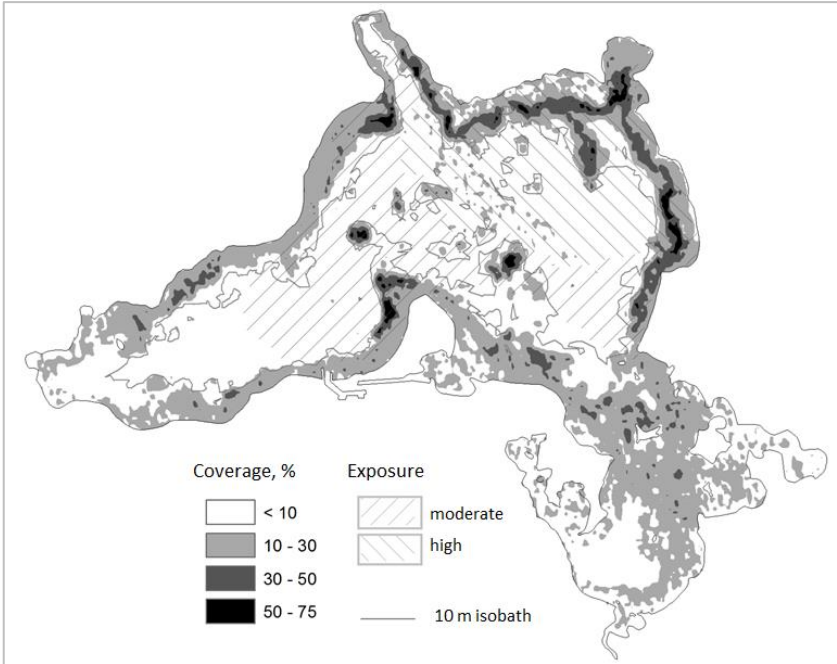 Coverage, %
< 10
10 - 30
30 - 50
50 - 75
Exposure
moderate
high
10 m isobath